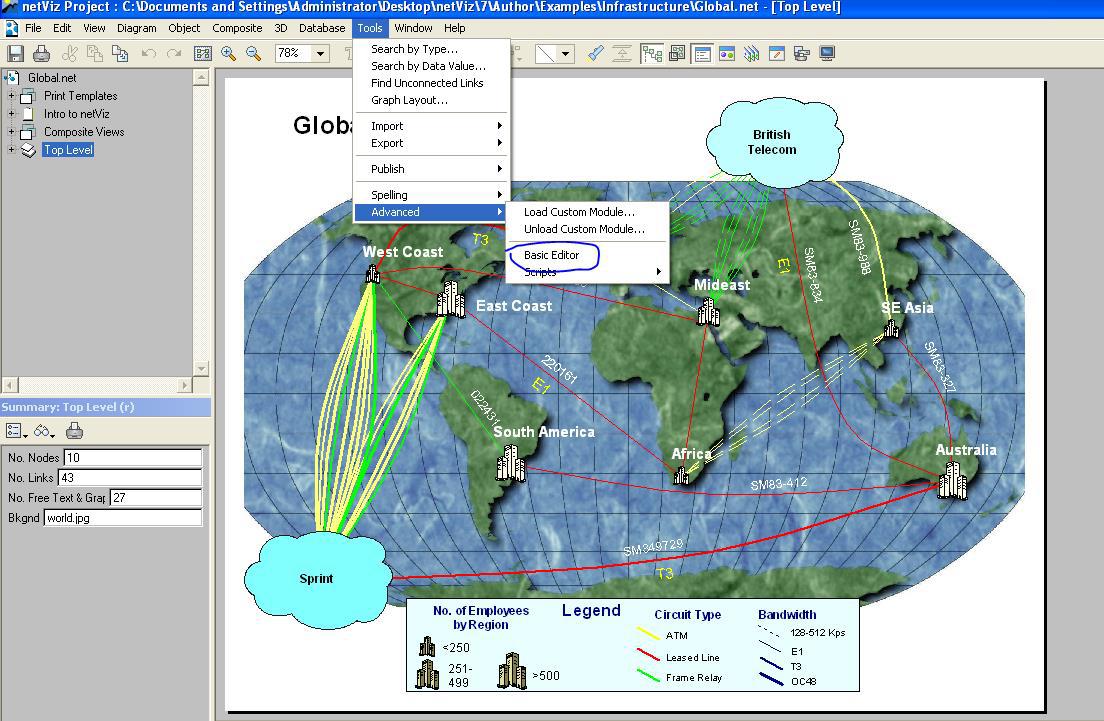 netViz Project : C:\Documents and Settings\Administrator\Desktop\netViz\7\Author\Examples\Infrastructure\Global.net - [Top Level]
File Edit View Diagram Object Composite 3D Database Tools Window Help
78%
Global.net
Print Templates
Intro to netViz
Composite Views
Top Level
Summary: Top Level (r)
No. Nodes 10
No. Links 43
No. Free Text & Grap 27
Bkgnd world.jpg
Search by Type...
Search by Data Value...
Find Unconnected Links
Graph Layout...
Import
Export
Publish
Spelling
Advanced
Load Custom Module...
Unload Custom Module...
Basic Editor
Scripts
Glob
British
Telecom
T3
West Coast
East Coast
Mideast
E1
SM83-834
SM83-988
SE Asia
SM83-327
220161
E1
022431
South America
Africa
Australia
SM83-412
SM349729
T3
Sprint
No. of Employees
by Region
<250
251-
499
>500
Legend
Circuit Type
ATM
Leased Line
Frame Relay
Bandwidth
128-512 Kps
E1
T3
OC48